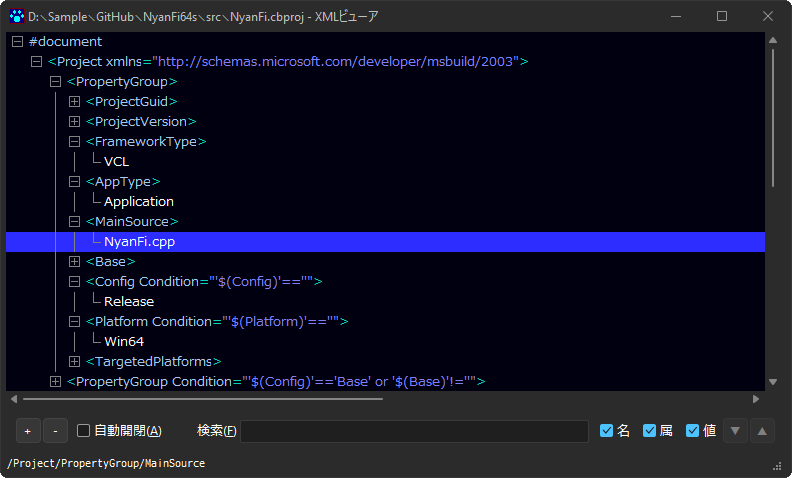 D:\Sample\GitHub\NyanFi64s\src\NyanFi.cbproj - XMLビューア
#document
<Project xmlns="http://schemas.microsoft.com/developer/msbuild/2003">
<PropertyGroup>
<ProjectGuid>
<ProjectVersion>
<FrameworkType>
VCL
<AppType>
Application
<MainSource>
NyanFi.cpp
<Base>
<Config Condition="'$(Config)'==''">
Release
<Platform Condition="'$(Platform)'==''">
Win64
<TargetedPlatforms>
<PropertyGroup Condition="'$(Config)'=='Base' or '$(Base)'!=''">
+ - 自動開閉(A) 検索(F) 名 属 値 ▼ ▲
/Project/PropertyGroup/MainSource